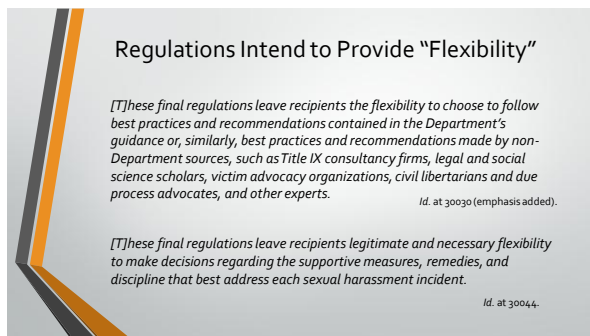 Regulations Intend to Provide “Flexibility”
[T]hese final regulations leave recipients the flexibility to choose to follow
best practices and recommendations contained in the Department’s
guidance or, similarly, best practices and recommendations made by non-
Department sources, such as Title IX consultancy firms, legal and social
science scholars, victim advocacy organizations, civil libertarians and due
process advocates, and other experts.
Id. at 30030 (emphasis added).
[T]hese final regulations leave recipients legitimate and necessary flexibility
to make decisions regarding the supportive measures, remedies, and
discipline that best address each sexual harassment incident.
Id. at 30044.